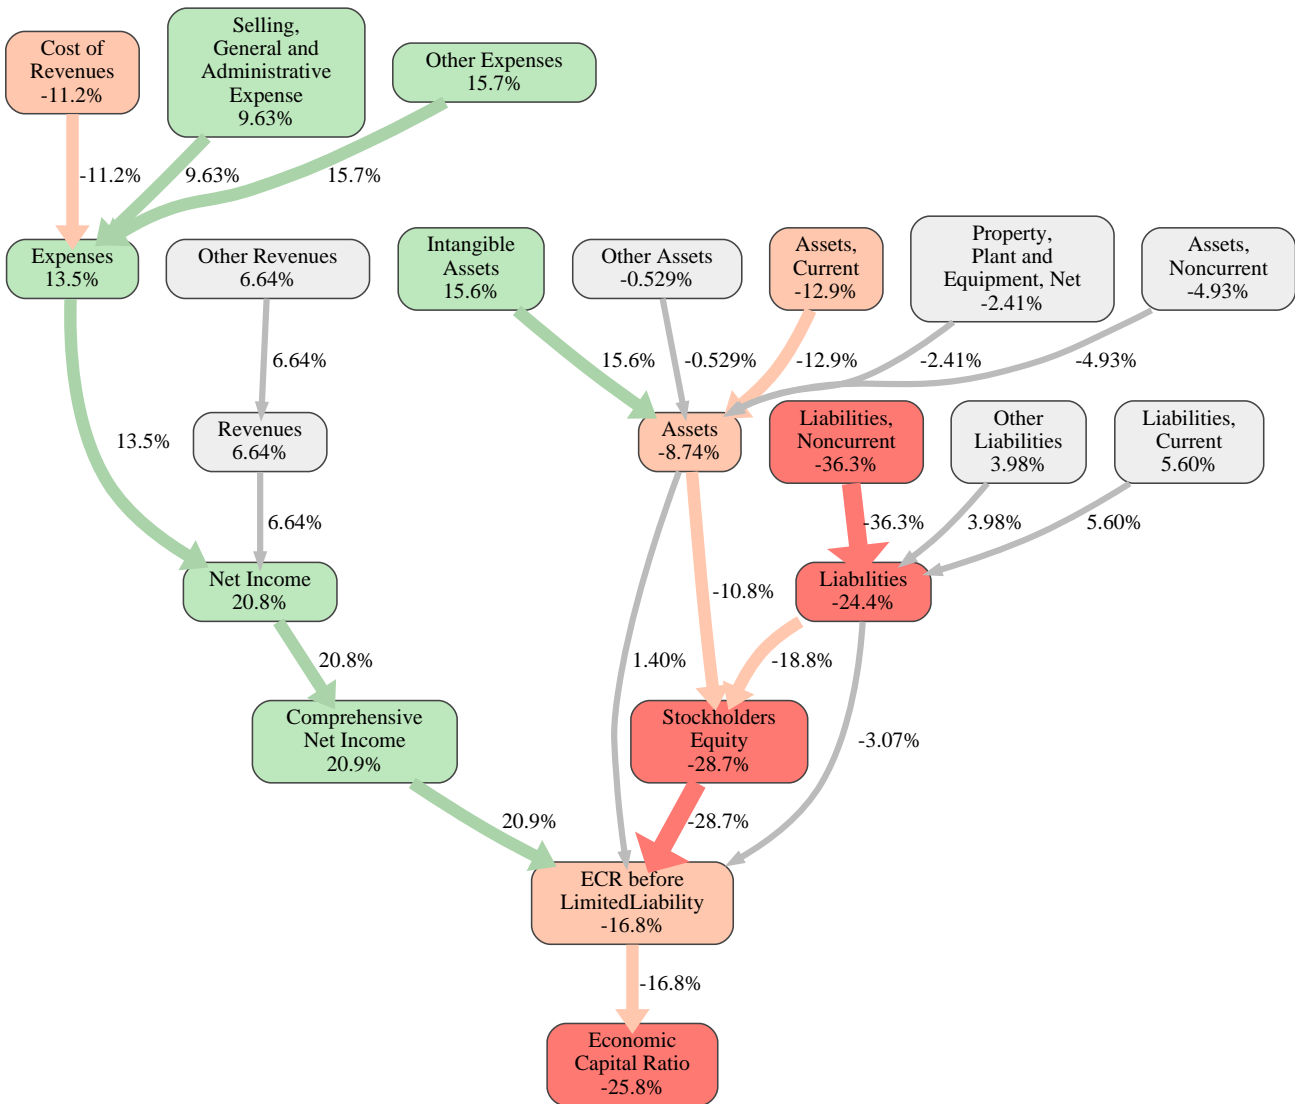 Cost of
Revenues
-11.2%
Selling,
General and
Administrative
Expense
9.63%
Other Expenses
15.7%
-11.2%
9.63%
15.7%
Expenses
13.5%
Other Revenues
6.64%
Intangible
Assets
15.6%
Other Assets
-0.529%
Assets,
Current
-12.9%
Property,
Plant and
Equipment, Net
-2.41%
Assets,
Noncurrent
-4.93%
6.64%
15.6%
-0.529%
-12.9%
-2.41%
-4.93%
13.5%
Revenues
6.64%
Assets
-8.74%
Liabilities,
Noncurrent
-36.3%
Other
Liabilities
3.98%
Liabilities,
Current
5.60%
6.64%
-36.3%
3.98%
5.60%
Net Income
20.8%
-10.8%
Liabilities
-24.4%
20.8%
1.40%
-18.8%
Comprehensive
Net Income
20.9%
Stockholders
Equity
-28.7%
-3.07%
20.9%
-28.7%
ECR before
LimitedLiability
-16.8%
-16.8%
Economic
Capital Ratio
-25.8%